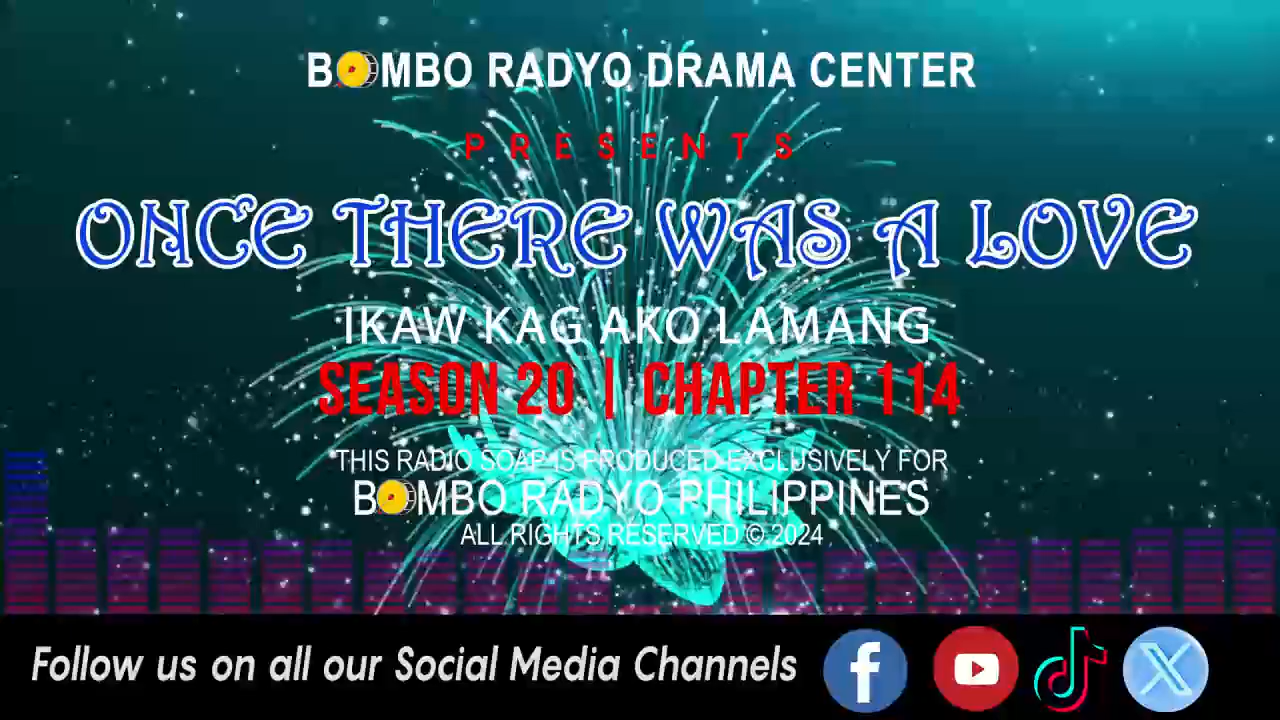 BOMBO RADYO DRAMA CENTER
PRESENTS
ONCE THERE WAS A LOVE
IKAW KAG AKO LAMANG
SEASON 20 | CHAPTER 114
THIS RADIO SOAP IS PRODUCED EXCLUSIVELY FOR
BOMBO RADYO PHILIPPINES
ALL RIGHTS RESERVED © 2024
Follow us on all our Social Media Channels